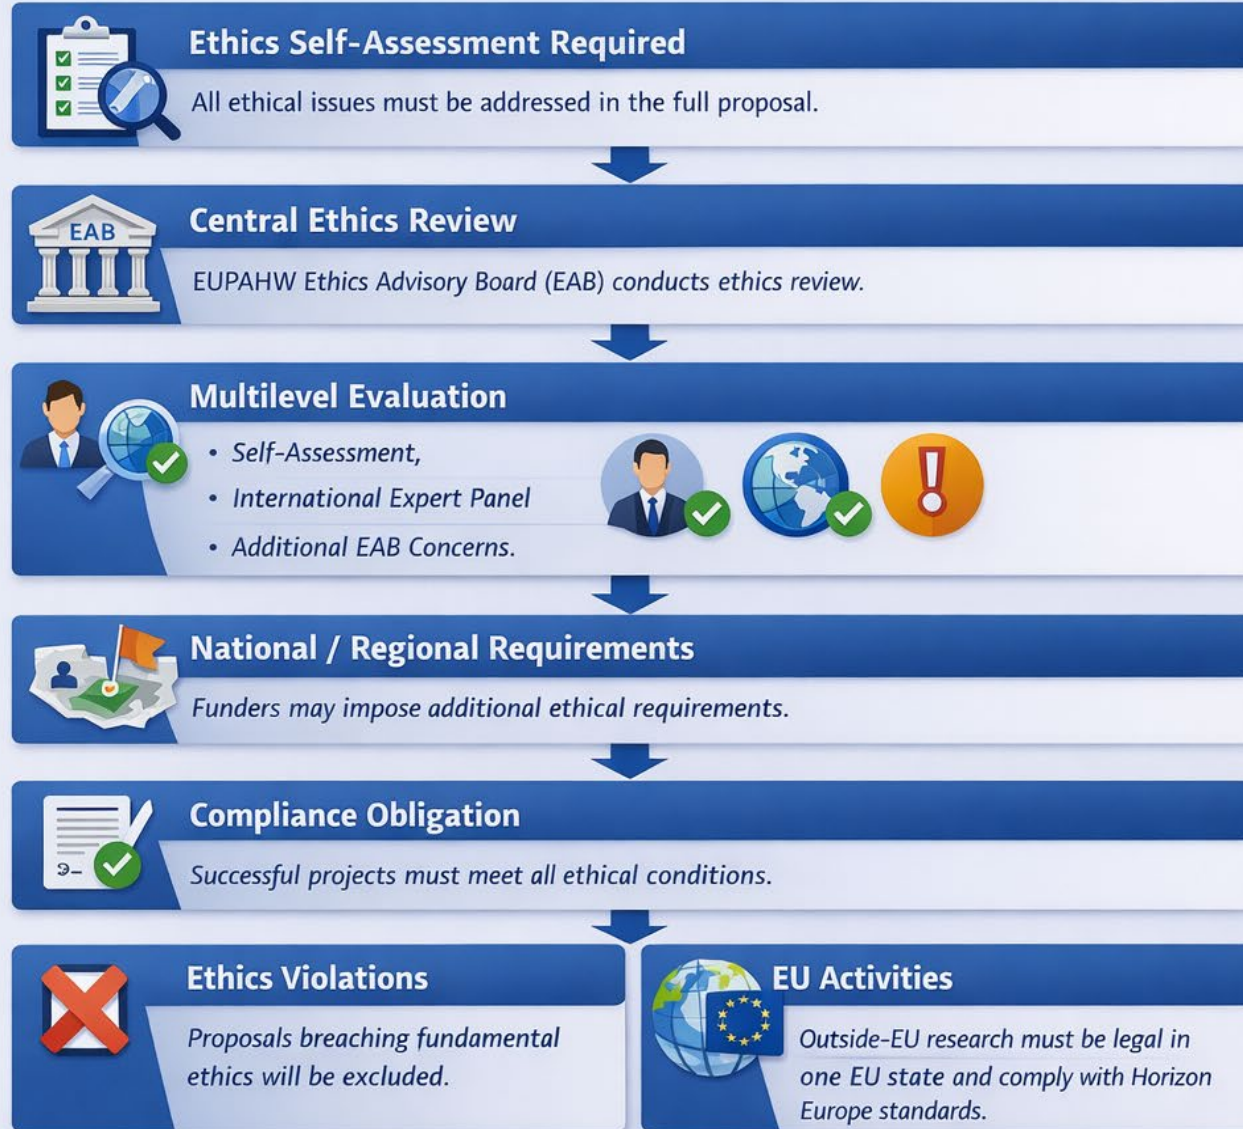 Ethics Self-Assessment Required
All ethical issues must be addressed in the full proposal.
EAB
Central Ethics Review
EUPAHW Ethics Advisory Board (EAB) conducts ethics review.
Multilevel Evaluation
• Self-Assessment,
• International Expert Panel
• Additional EAB Concerns.
National / Regional Requirements
Funders may impose additional ethical requirements.
Compliance Obligation
Successful projects must meet all ethical conditions.
Ethics Violations
Proposals breaching fundamental
ethics will be excluded.
EU Activities
Outside-EU research must be legal in
one EU state and comply with Horizon
Europe standards.